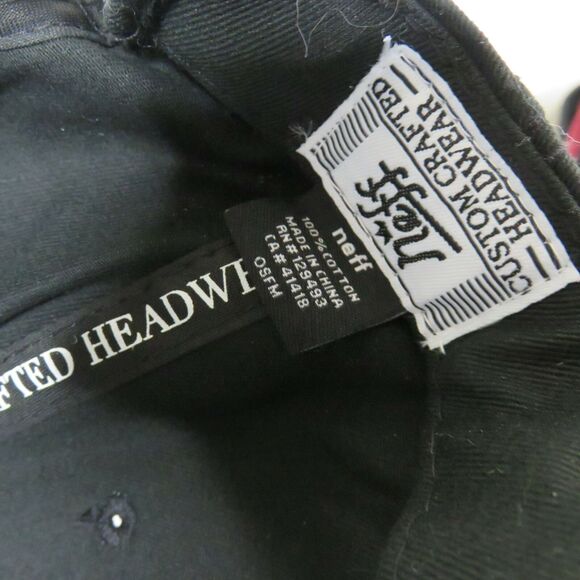 CUSTOM CRAFTED
HEADWEAR
neff
neff
100% COTTON
MADE IN CHINA
RN# 129493
CA# 41418
OSFM
FTED HEADWE